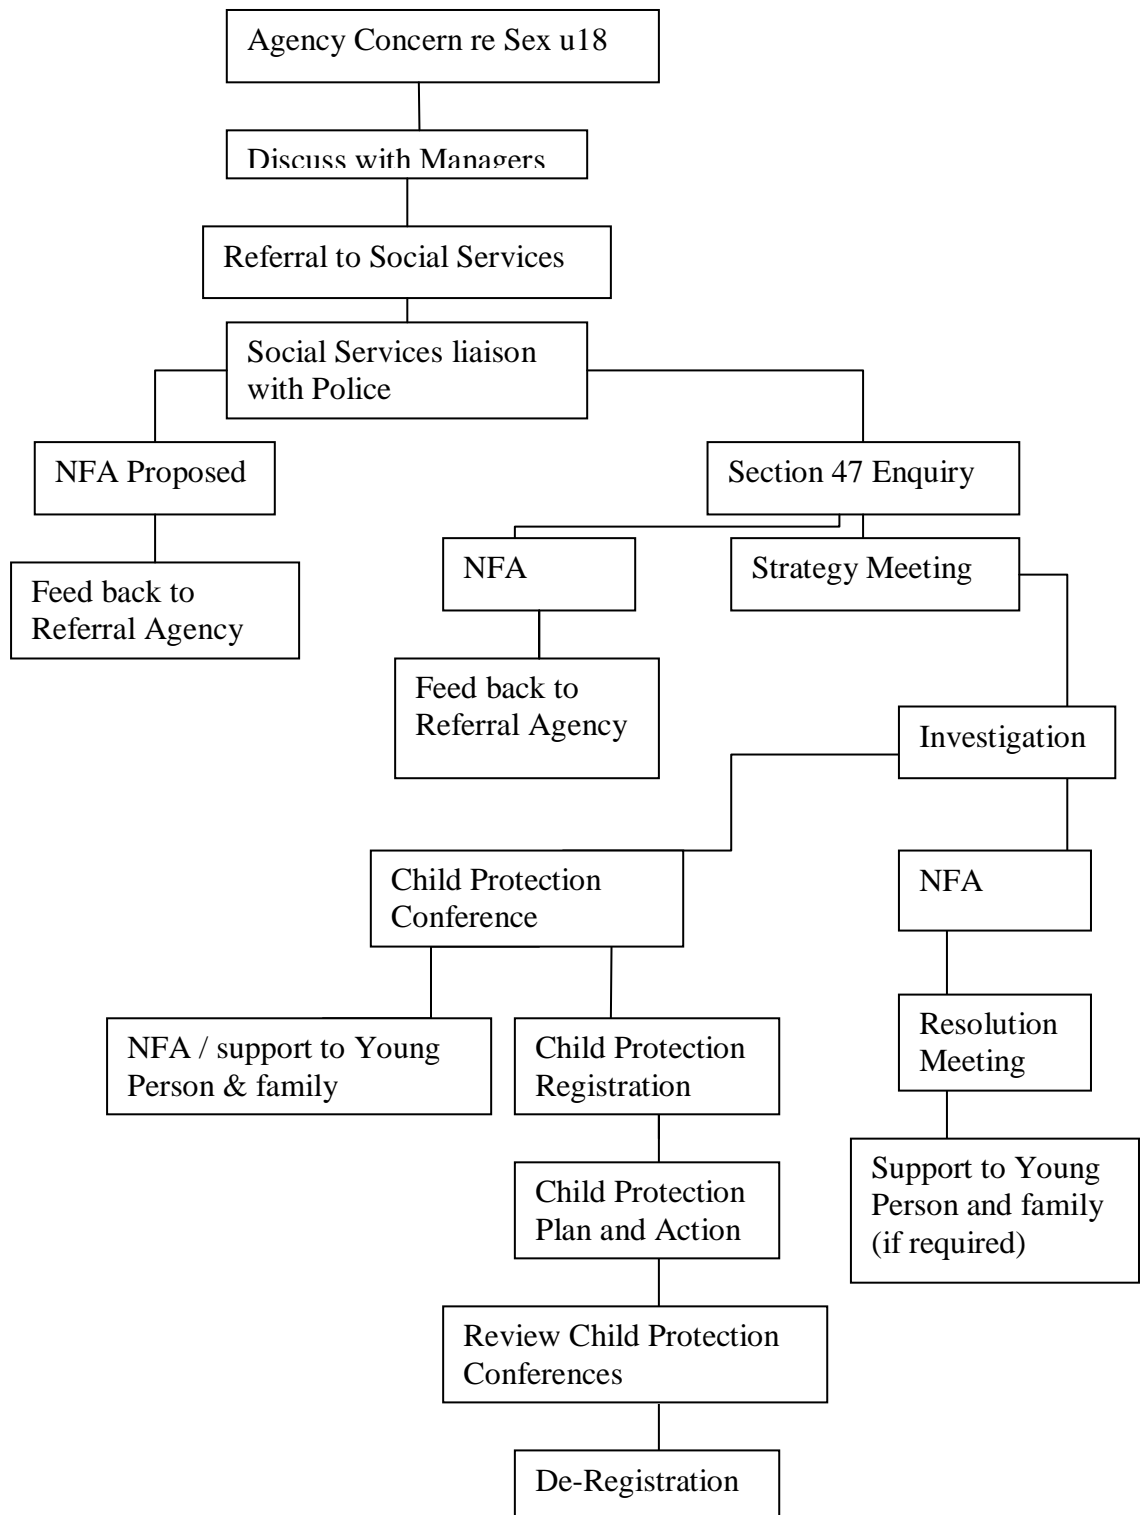 Agency Concern re Sex u18
Discuss with Managers
Referral to Social Services
Social Services liaison
with Police
NFA Proposed
Section 47 Enquiry
NFA
Strategy Meeting
Feed back to
Referral Agency
Feed back to
Referral Agency
Investigation
Child Protection
Conference
NFA
NFA / support to Young
Person & family
Child Protection
Registration
Resolution
Meeting
Child Protection
Plan and Action
Support to Young
Person and family
(if required)
Review Child Protection
Conferences
De-Registration